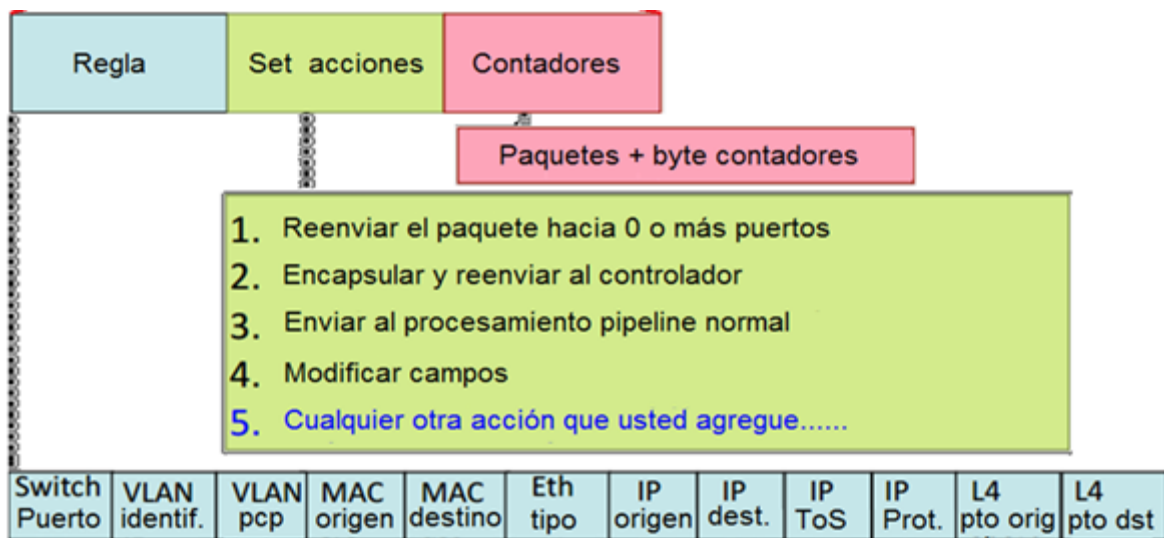 Regla
Set acciones
Contadores
Paquetes + byte contadores
1. Reenviar el paquete hacia 0 o más puertos
2. Encapsular y reenviar al controlador
3. Enviar al procesamiento pipeline normal
4. Modificar campos
5. Cualquier otra acción que usted agregue......
Switch
Puerto
VLAN
identif.
VLAN
pcp
MAC
origen
MAC
destino
Eth
tipo
IP
origen
IP
dest.
IP
ToS
IP
Prot.
L4
pto orig
L4
pto dst